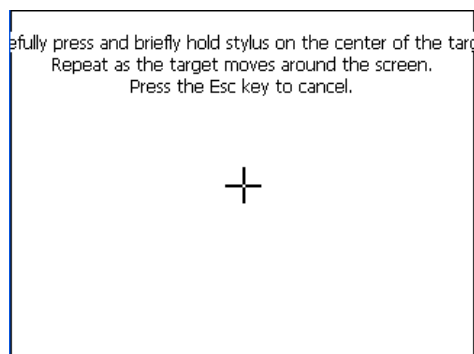 efully press and briefly hold stylus on the center of the targ
Repeat as the target moves around the screen.
Press the Esc key to cancel.